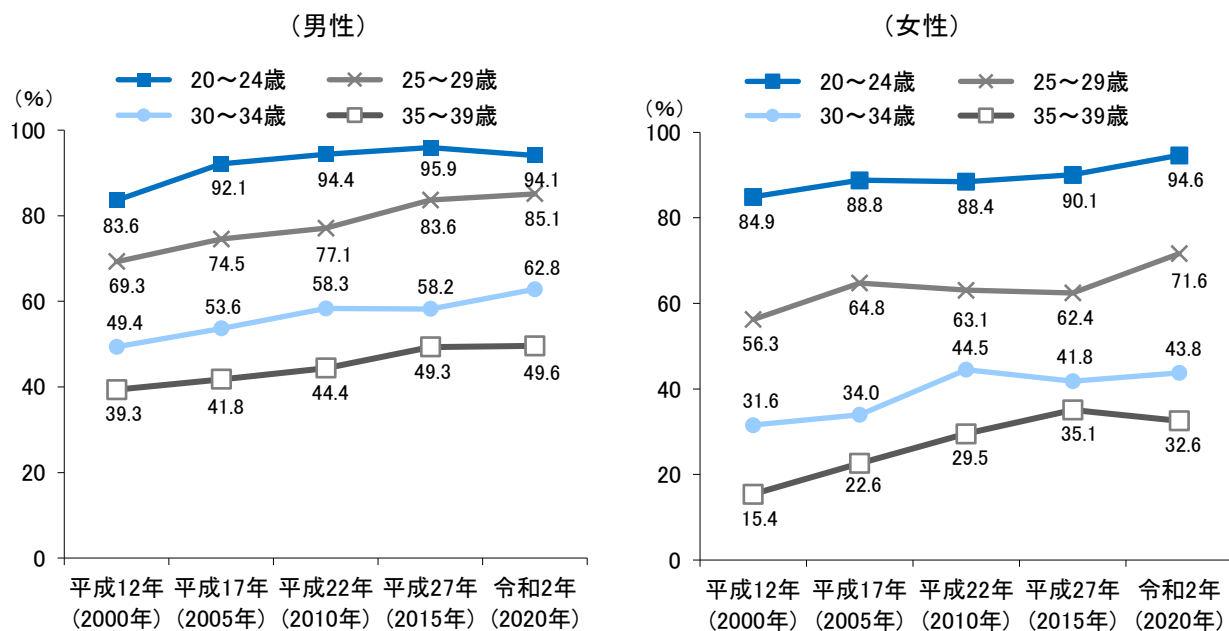 (男性)
20～24歳 25～29歳
30～34歳 35～39歳
(%)
100
80
60
40
20
0
83.6 92.1 94.4 95.9 94.1
69.3 74.5 77.1 83.6 85.1
49.4 53.6 58.3 58.2 62.8
39.3 41.8 44.4 49.3 49.6
平成12年 平成17年 平成22年 平成27年 令和2年
(2000年) (2005年) (2010年) (2015年) (2020年)
(女性)
20～24歳 25～29歳
30～34歳 35～39歳
(%)
100
80
60
40
20
0
84.9 88.8 88.4 90.1 94.6
56.3 64.8 63.1 62.4 71.6
31.6 34.0 44.5 41.8 43.8
15.4 22.6 29.5 35.1 32.6
平成12年 平成17年 平成22年 平成27年 令和2年
(2000年) (2005年) (2010年) (2015年) (2020年)